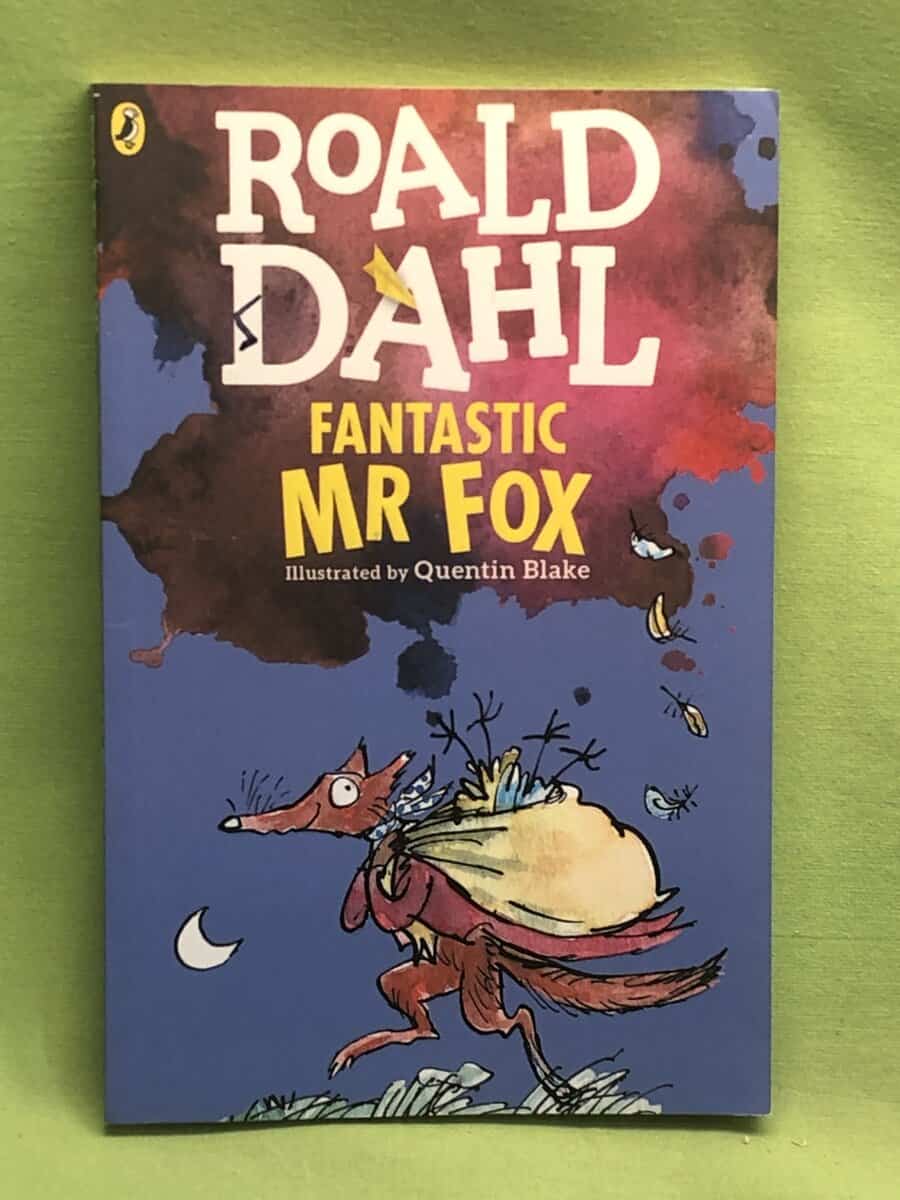 ROALD
DAHL
FANTASTIC
MR FOX
Illustrated by Quentin Blake